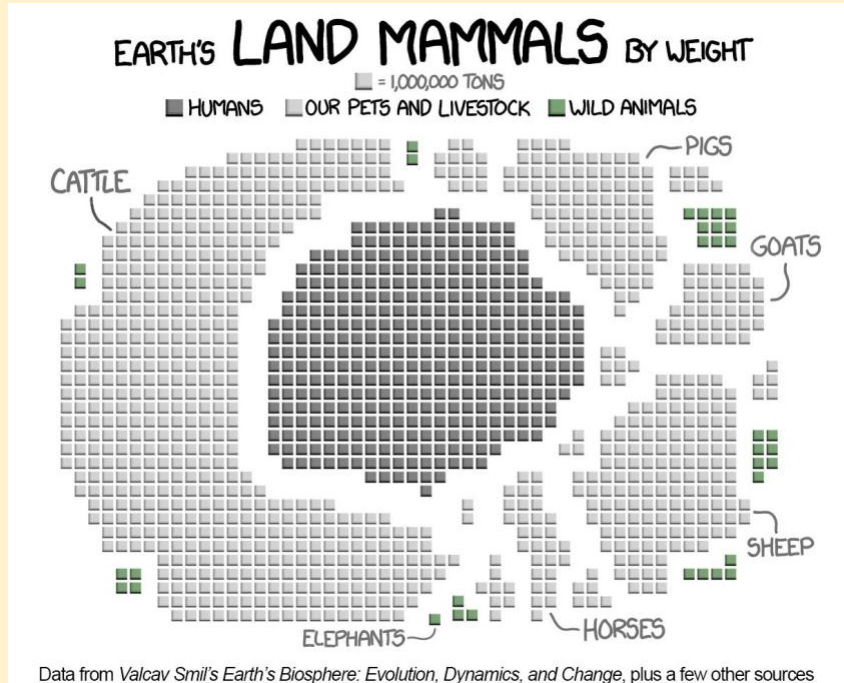 EARTH'S LAND MAMMALS BY WEIGHT
= 1,000,000 TONS
HUMANS OUR PETS AND LIVESTOCK WILD ANIMALS
PIGS
CATTLE
GOATS
SHEEP
HORSES
ELEPHANTS
Data from Valcav Smil's Earth's Biosphere: Evolution, Dynamics, and Change, plus a few other sources